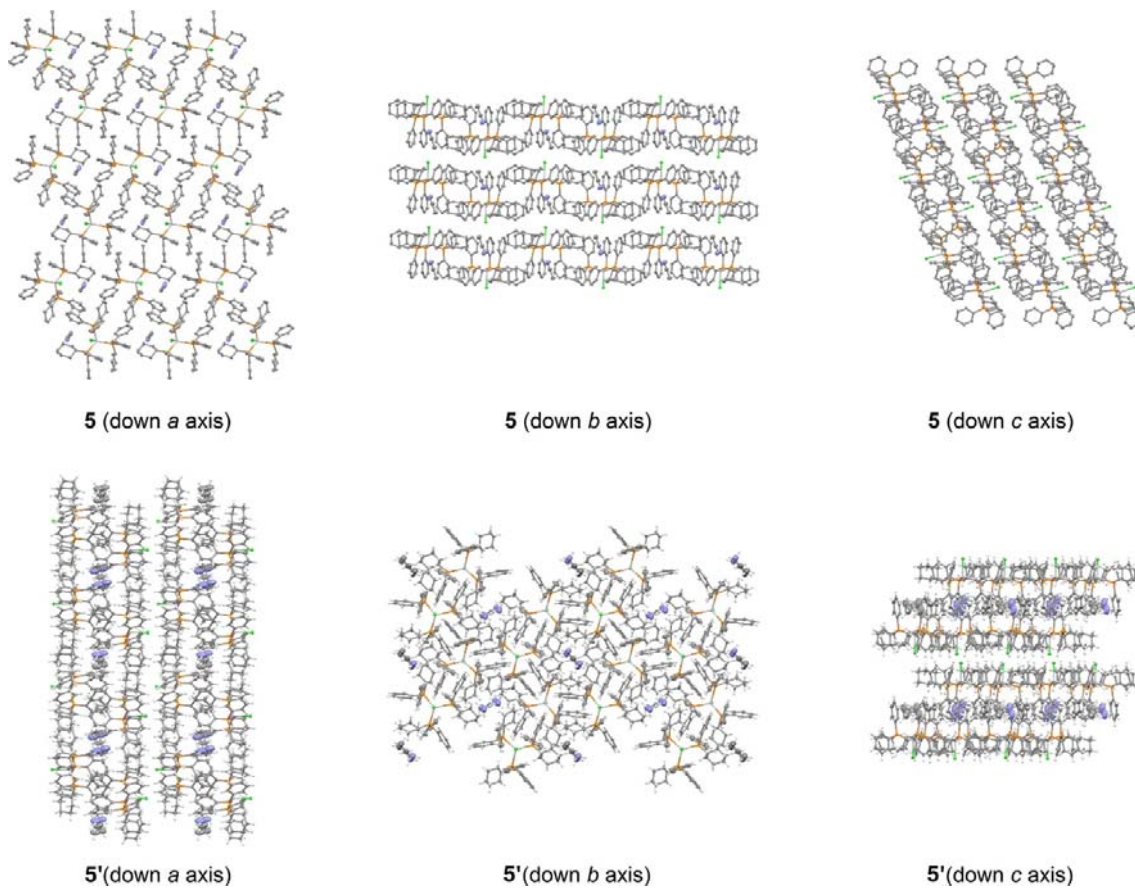 5 (down a axis)
5 (down b axis)
5 (down c axis)
5'(down a axis)
5'(down b axis)
5'(down c axis)